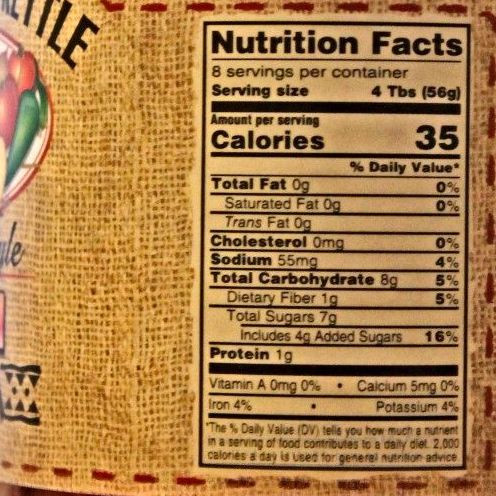 KETTLE
Nutrition Facts
8 servings per container
Serving size 4 Tbs (56g)
Amount per serving
Calories 35
% Daily Value*
Total Fat 0g 0%
Saturated Fat 0g 0%
Trans Fat 0g
Cholesterol 0mg 0%
Sodium 55mg 4%
Total Carbohydrate 8g 5%
Dietary Fiber 1g 5%
Total Sugars 7g
Includes 4g Added Sugars 16%
Protein 1g
Vitamin A 0mg 0% • Calcium 5mg 0%
Iron 4% • Potassium 4%
*The % Daily Value (DV) tells you how much a nutrient
in a serving of food contributes to a daily diet. 2,000
calories a day is used for general nutrition advice